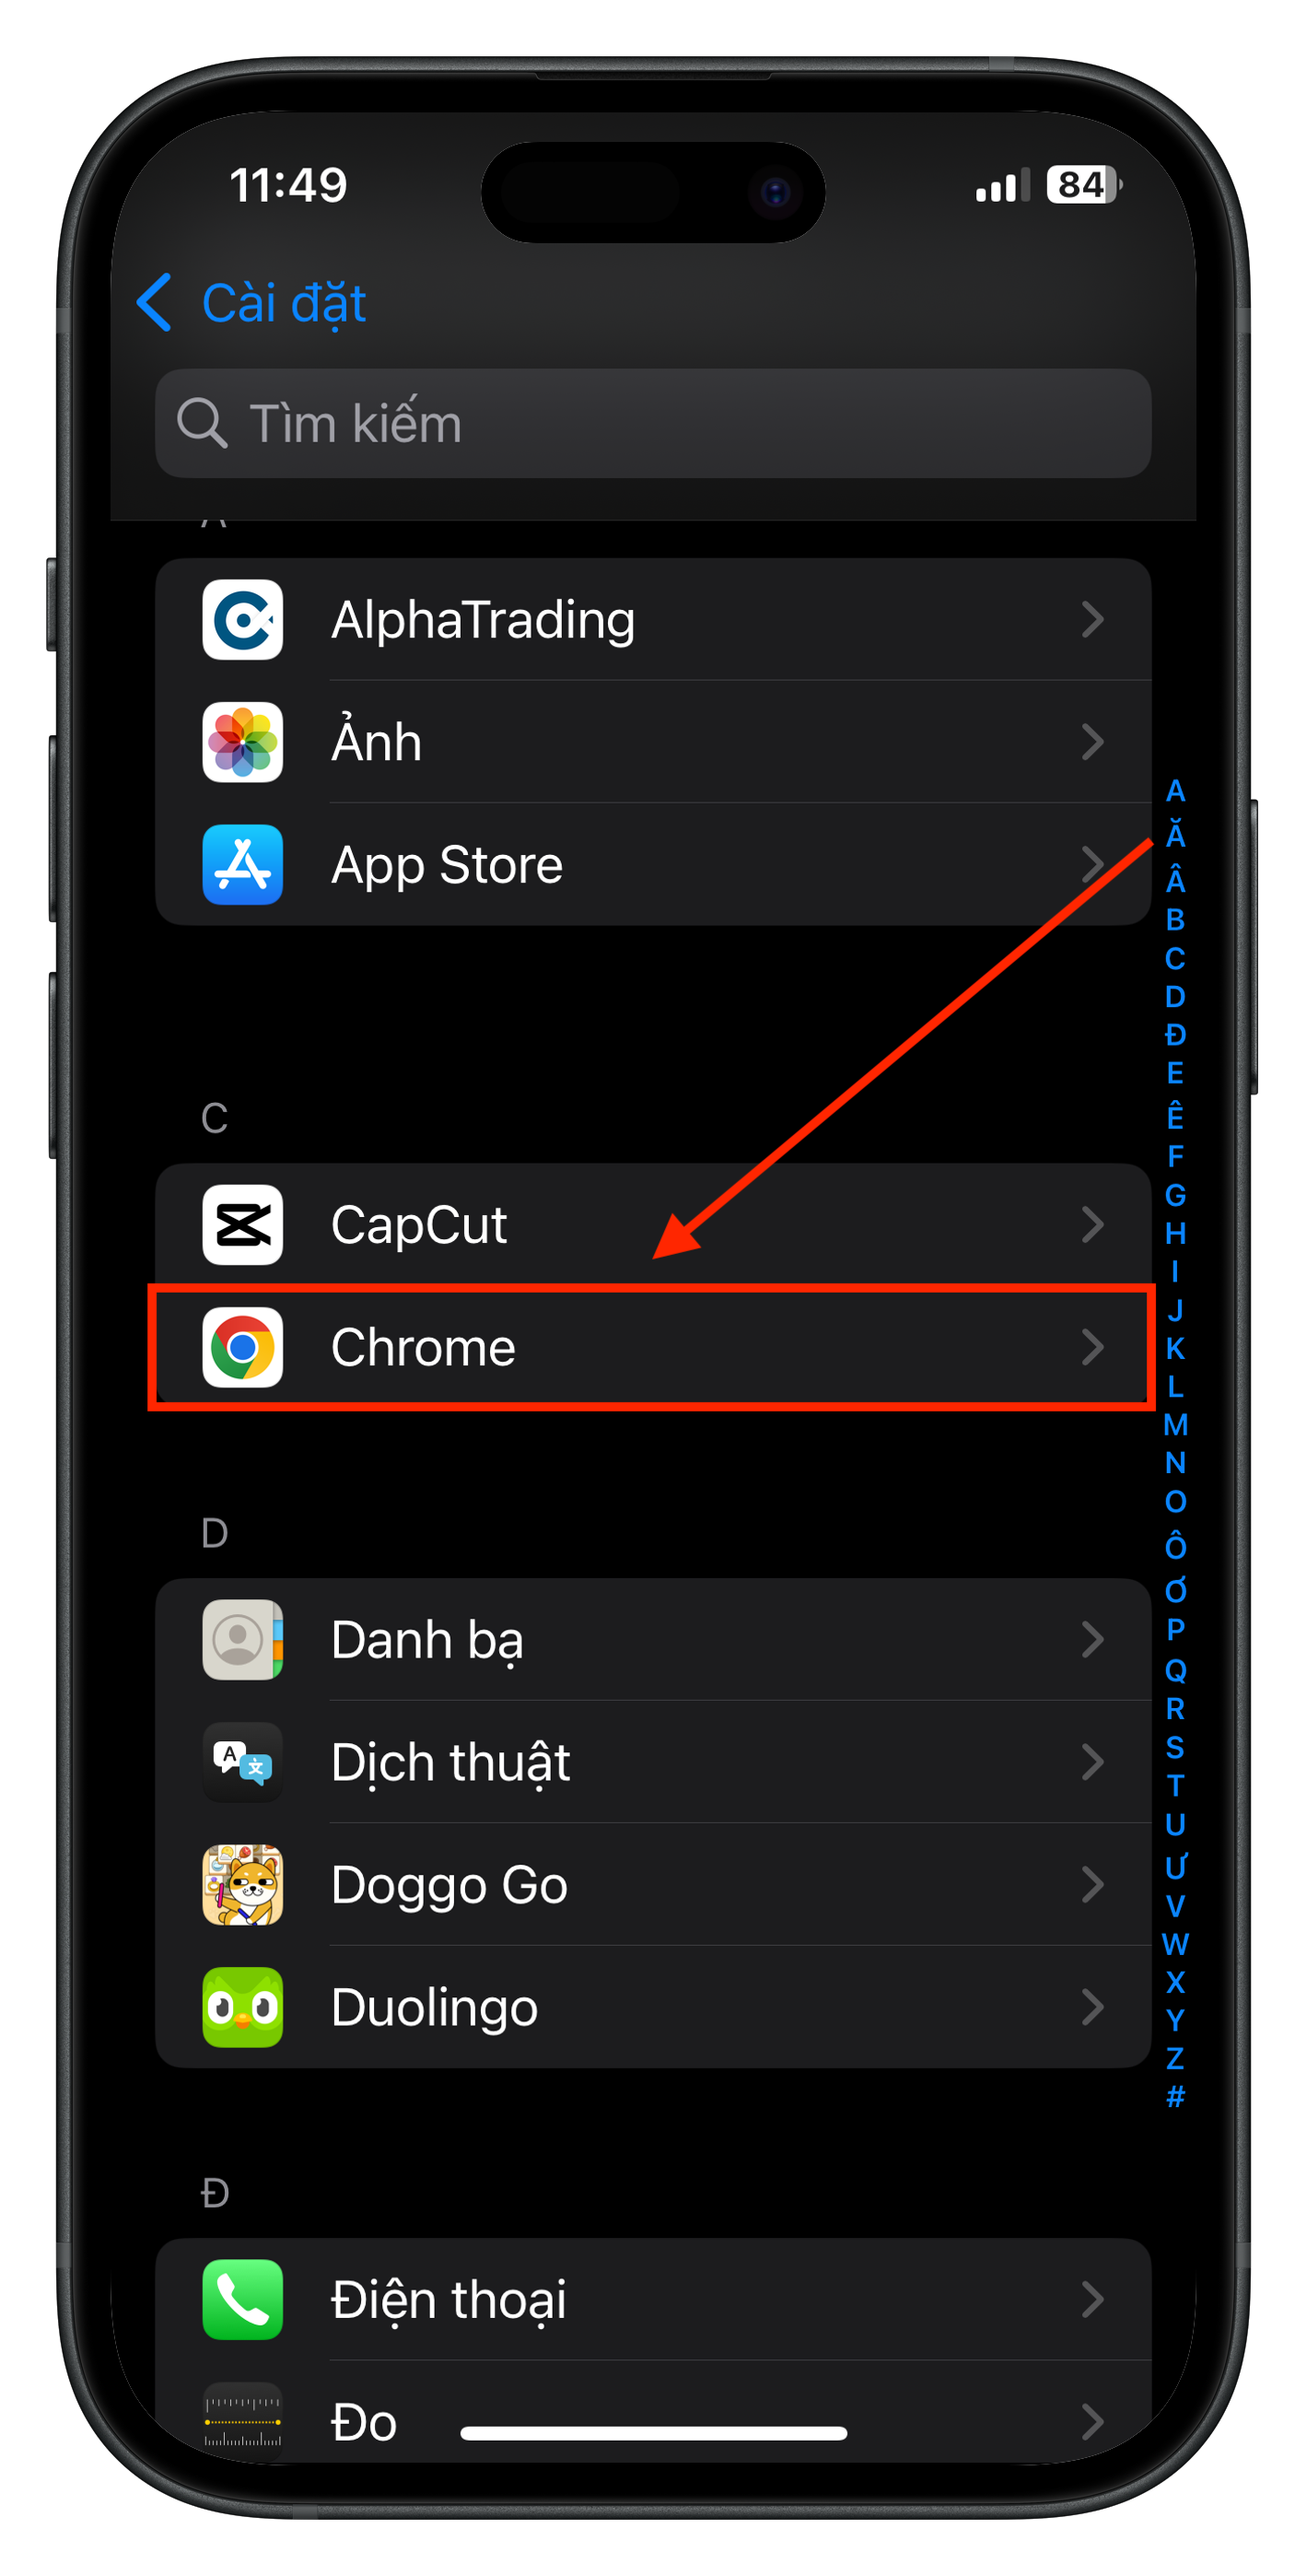 11:49
84
Cài đặt
Tìm kiếm
AlphaTrading
Ảnh
App Store
C
CapCut
Chrome
D
Danh bạ
Dịch thuật
Doggo Go
Duolingo
Đ
Điện thoại
Đo
A
Ă
Â
B
C
D
Đ
E
Ê
F
G
H
I
J
K
L
M
N
O
Ô
Ơ
P
Q
R
S
T
U
Ư
V
W
X
Y
Z
#